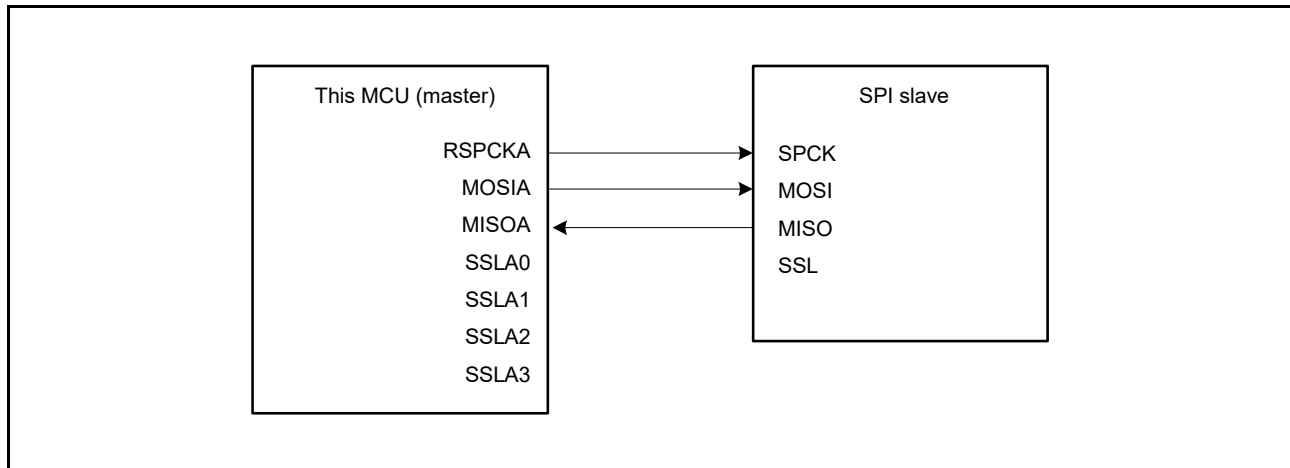 This MCU (master)
RSPCKA
MOSIA
MISOA
SSLA0
SSLA1
SSLA2
SSLA3
SPI slave
SPCK
MOSI
MISO
SSL